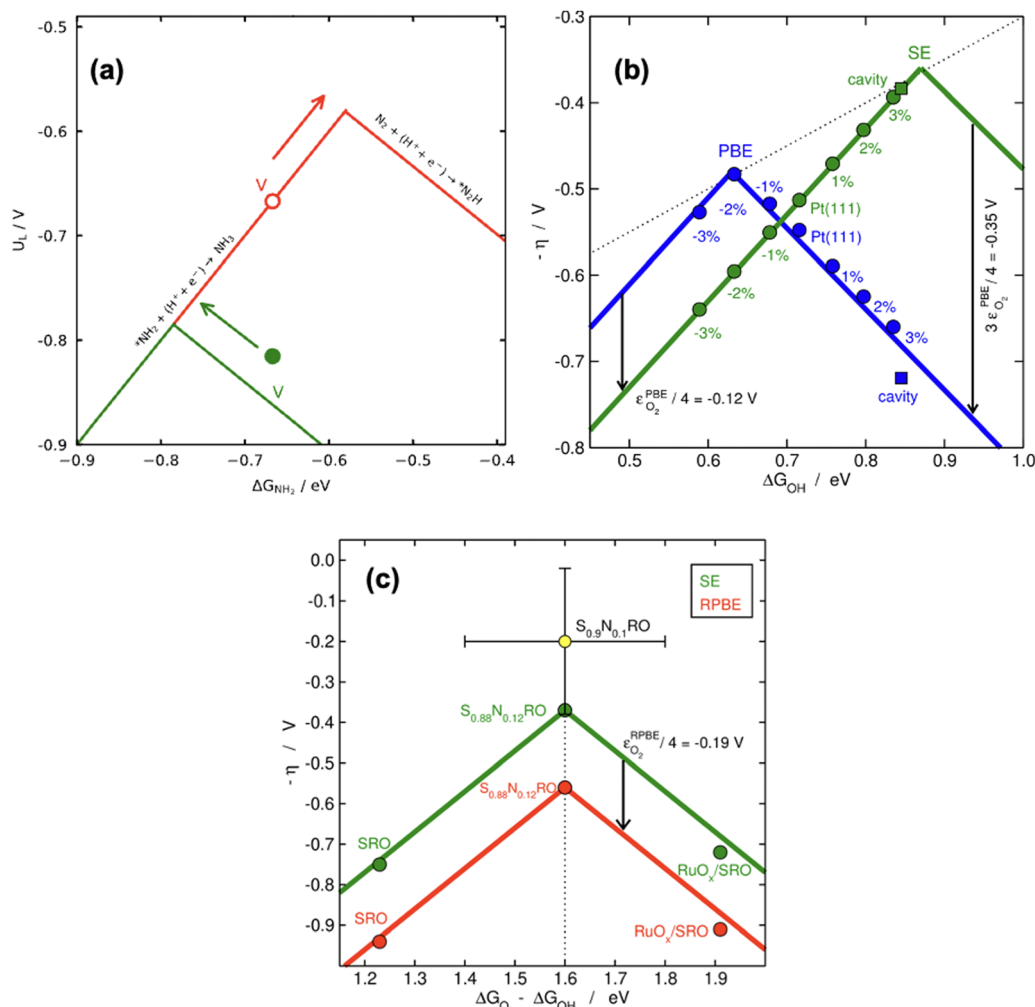 (a)
-0.5
-0.6
-0.7
-0.8
-0.9
U_L / V
−0.9
−0.8
−0.7
−0.6
−0.5
−0.4
ΔG_NH₂ / eV
*NH₂ + (H⁺ + e⁻) → NH₃
N₂ + (H⁺ + e⁻) → *N₂H
V
V
(b)
-0.3
-0.4
-0.5
-0.6
-0.7
-0.8
- η / V
0.5
0.6
0.7
0.8
0.9
1.0
ΔG_OH / eV
SE
cavity
3%
2%
1%
Pt(111)
-1%
-2%
-3%
PBE
-1%
-2%
-3%
Pt(111)
1%
2%
3%
cavity
ε_O₂^PBE / 4 = -0.12 V
3 ε_O₂^PBE / 4 = -0.35 V
(c)
0.0
-0.1
-0.2
-0.3
-0.4
-0.5
-0.6
-0.7
-0.8
-0.9
- η / V
1.2
1.3
1.4
1.5
1.6
1.7
1.8
1.9
ΔG_O - ΔG_OH / eV
SE
RPBE
S₀.₉N₀.₁RO
S₀.₈₈N₀.₁₂RO
ε_O₂^RPBE / 4 = -0.19 V
S₀.₈₈N₀.₁₂RO
SRO
RuOₓ/SRO
SRO
RuOₓ/SRO